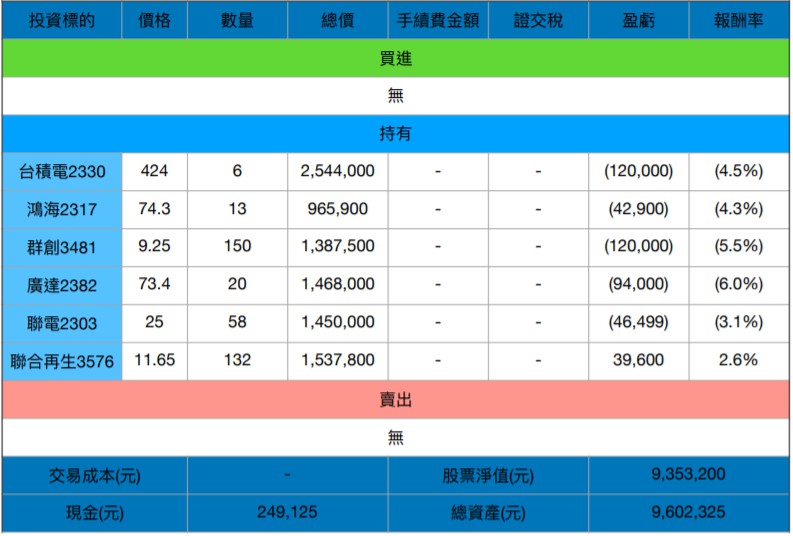 投資標的 價格 數量 總價 手續費金額 證交稅 盈虧 報酬率
買進
無
持有
台積電2330 424 6 2,544,000 - - (120,000) (4.5%)
鴻海2317 74.3 13 965,900 - - (42,900) (4.3%)
群創3481 9.25 150 1,387,500 - - (120,000) (5.5%)
廣達2382 73.4 20 1,468,000 - - (94,000) (6.0%)
聯電2303 25 58 1,450,000 - - (46,499) (3.1%)
聯合再生3576 11.65 132 1,537,800 - - 39,600 2.6%
賣出
無
交易成本(元) - 股票淨值(元) 9,353,200
現金(元) 249,125 總資產(元) 9,602,325